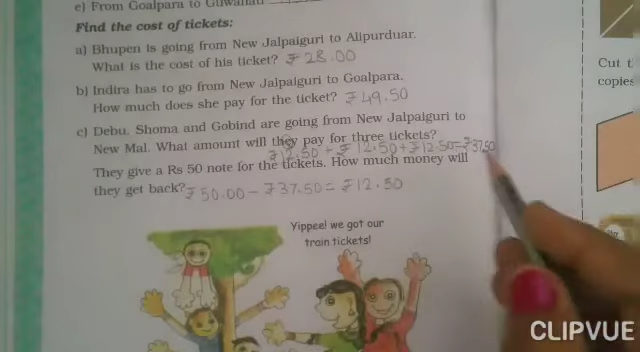 e) From Goalpara to Guwahati
Find the cost of tickets:
a) Bhupen is going from New Jalpaiguri to Alipurduar.
What is the cost of his ticket? ₹28.00
b) Indira has to go from New Jalpaiguri to Goalpara.
How much does she pay for the ticket? ₹49.50
c) Debu, Shoma and Gobind are going from New Jalpaiguri to
New Mal. What amount will they pay for three tickets?
₹12.50 + ₹12.50 + ₹12.50 = ₹37.50
They give a Rs 50 note for the tickets. How much money will
they get back? ₹50.00 - ₹37.50 = ₹12.50
Yippee! we got our
train tickets!
Cut
copies
CLIPVUE